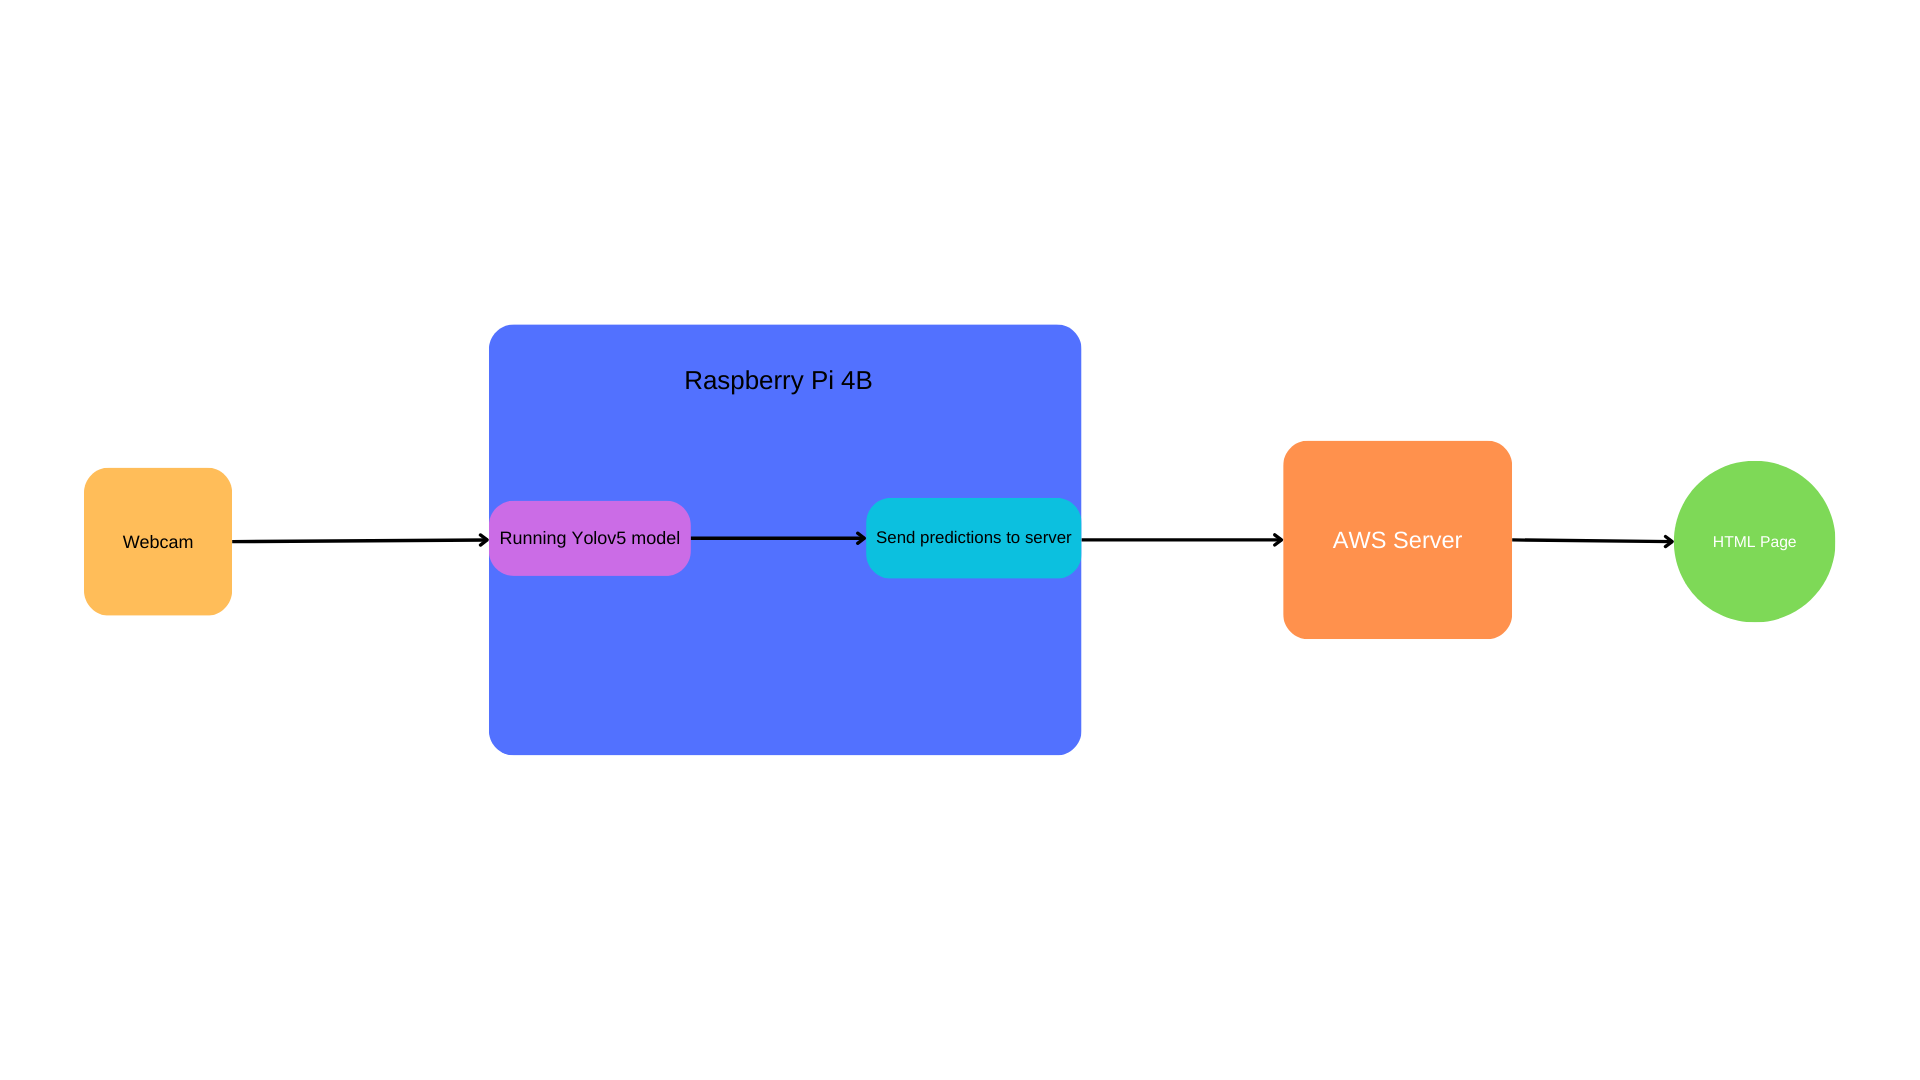 Raspberry Pi 4B
Webcam
Running Yolov5 model
Send predictions to server
AWS Server
HTML Page